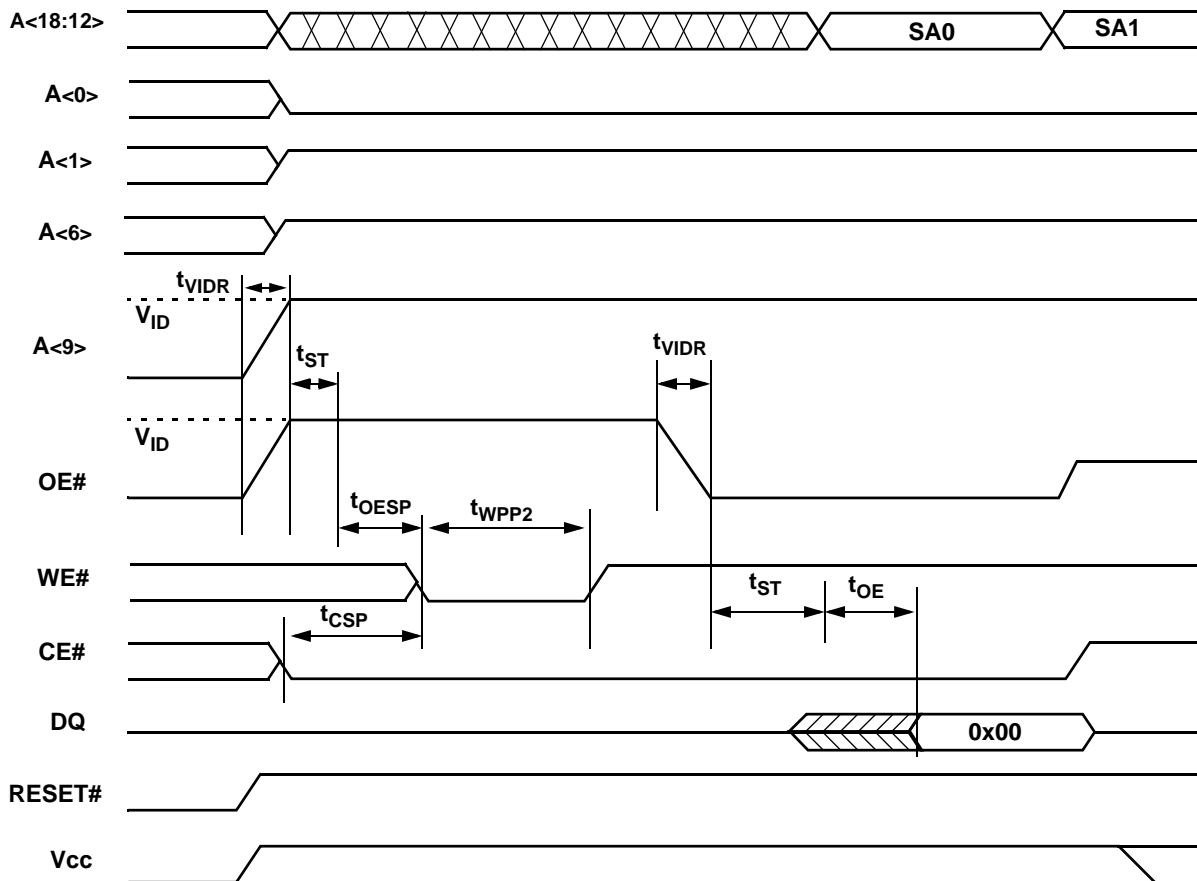 A<18:12>
SA0
SA1
A<0>
A<1>
A<6>
tVIDR
VID
A<9>
tST
tVIDR
VID
OE#
tOESP
tWPP2
WE#
tST
tOE
tCSP
CE#
DQ
0x00
RESET#
Vcc